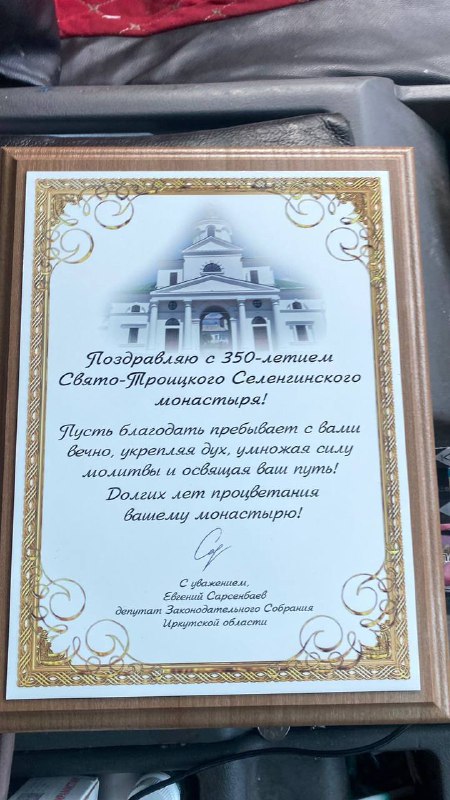 Поздравляю с 350-летием
Свято-Троицкого Селенгинского
монастыря!
Пусть благодать пребывает с вами
вечно, укрепляя дух, умножая силу
молитвы и освящая ваш путь!
Долгих лет процветания
вашему монастырю!
С уважением,
Евгений Сарсенбаев
депутат Законодательного Собрания
Иркутской области